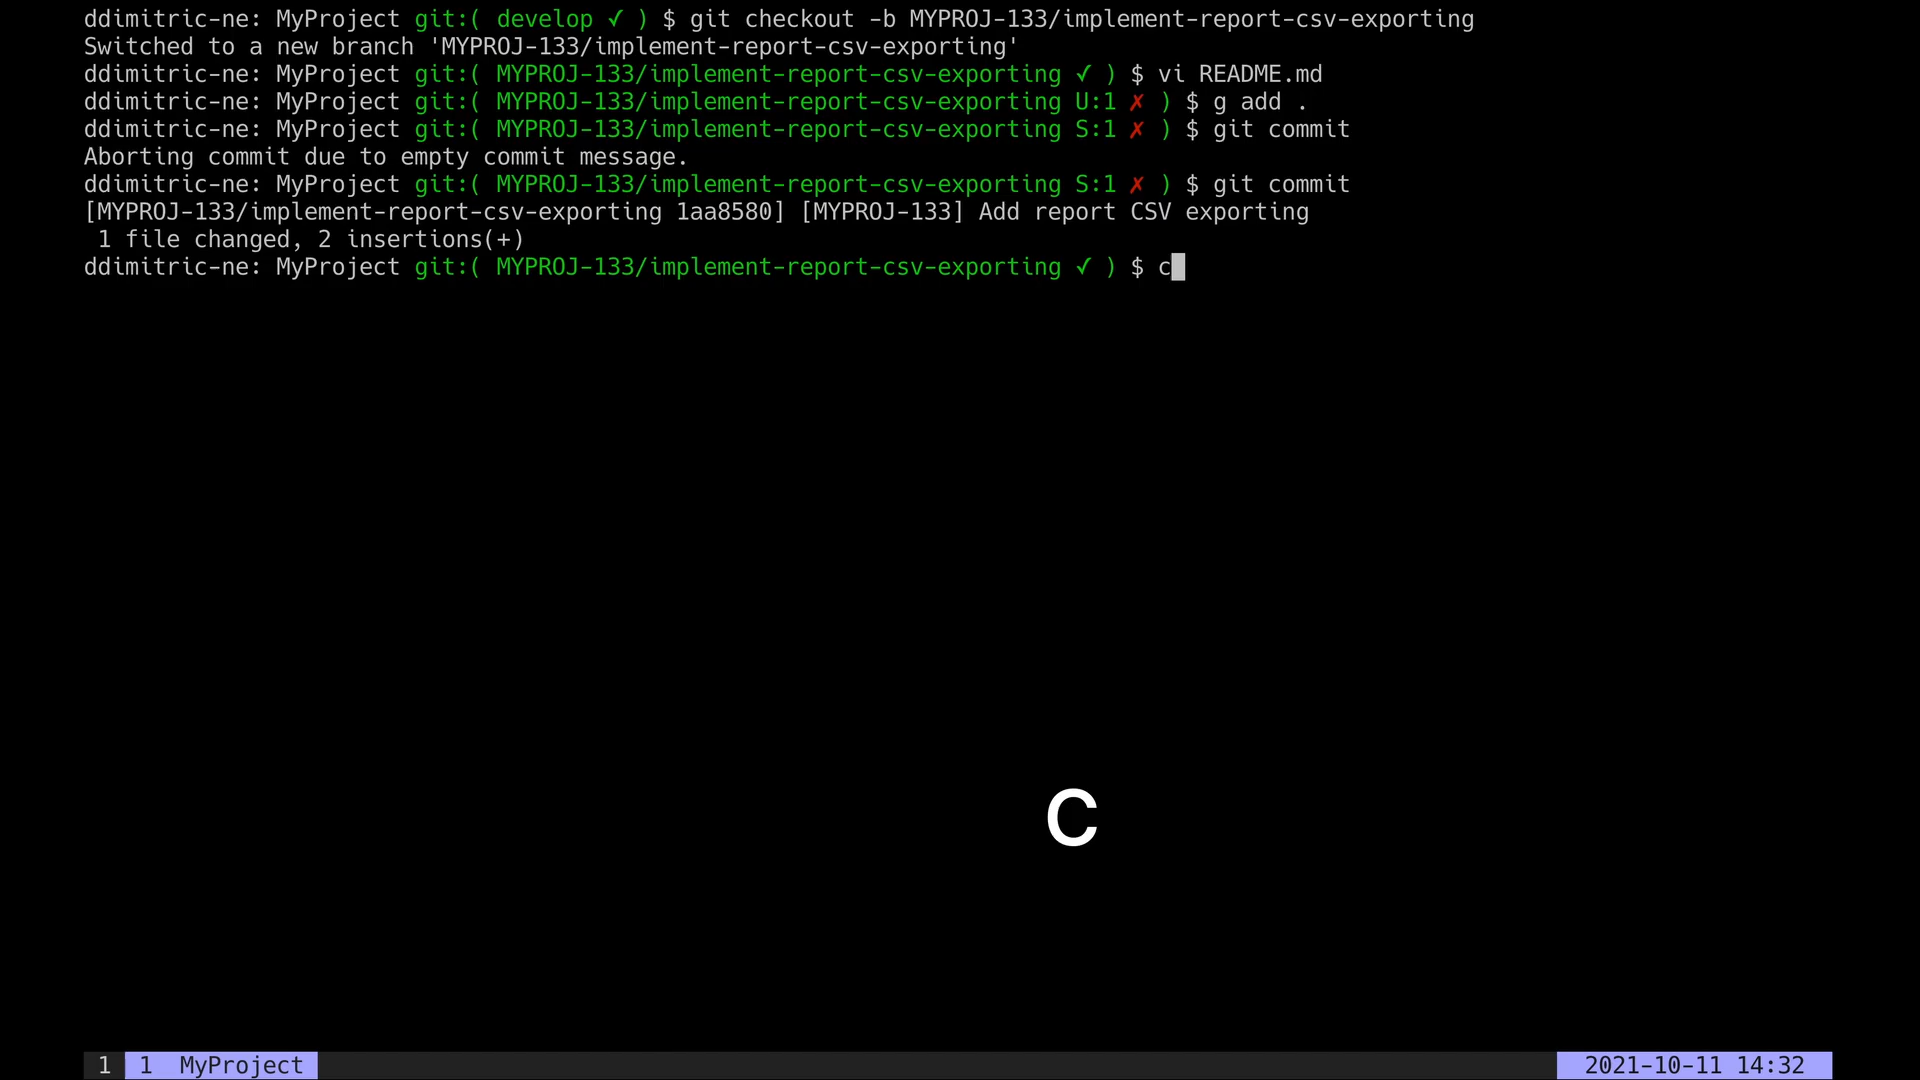 ddimitric-ne: MyProject git:( develop ✓ ) $ git checkout -b MYPROJ-133/implement-report-csv-exporting
Switched to a new branch 'MYPROJ-133/implement-report-csv-exporting'
ddimitric-ne: MyProject git:( MYPROJ-133/implement-report-csv-exporting ✓ ) $ vi README.md
ddimitric-ne: MyProject git:( MYPROJ-133/implement-report-csv-exporting U:1 ✗ ) $ g add .
ddimitric-ne: MyProject git:( MYPROJ-133/implement-report-csv-exporting S:1 ✗ ) $ git commit
Aborting commit due to empty commit message.
ddimitric-ne: MyProject git:( MYPROJ-133/implement-report-csv-exporting S:1 ✗ ) $ git commit
[MYPROJ-133/implement-report-csv-exporting 1aa8580] [MYPROJ-133] Add report CSV exporting
 1 file changed, 2 insertions(+)
ddimitric-ne: MyProject git:( MYPROJ-133/implement-report-csv-exporting ✓ ) $ c
c
1 1 MyProject 2021-10-11 14:32